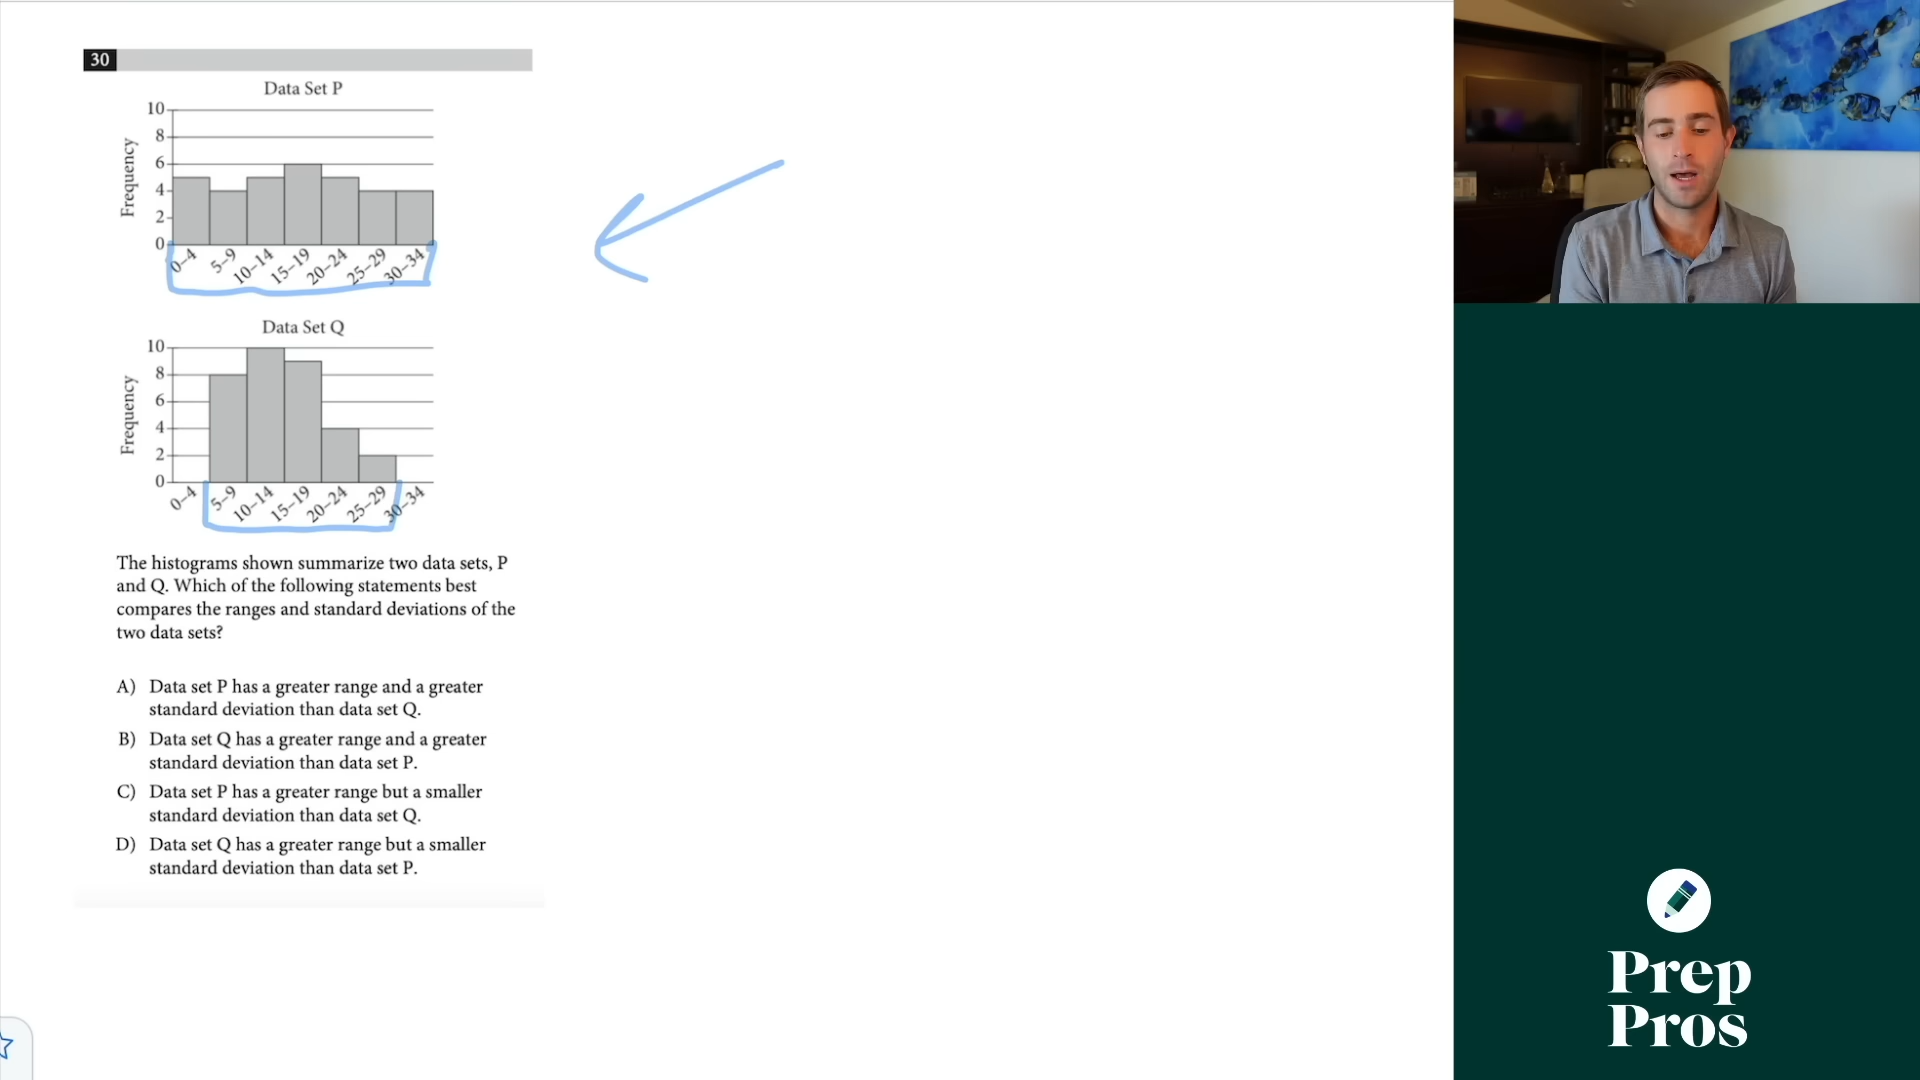 30
Data Set P
Frequency
10
8
6
4
2
0
0–4
5–9
10–14
15–19
20–24
25–29
30–34
Data Set Q
Frequency
10
8
6
4
2
0
0–4
5–9
10–14
15–19
20–24
25–29
30–34
The histograms shown summarize two data sets, P
and Q. Which of the following statements best
compares the ranges and standard deviations of the
two data sets?
A) Data set P has a greater range and a greater
standard deviation than data set Q.
B) Data set Q has a greater range and a greater
standard deviation than data set P.
C) Data set P has a greater range but a smaller
standard deviation than data set Q.
D) Data set Q has a greater range but a smaller
standard deviation than data set P.
Prep
Pros